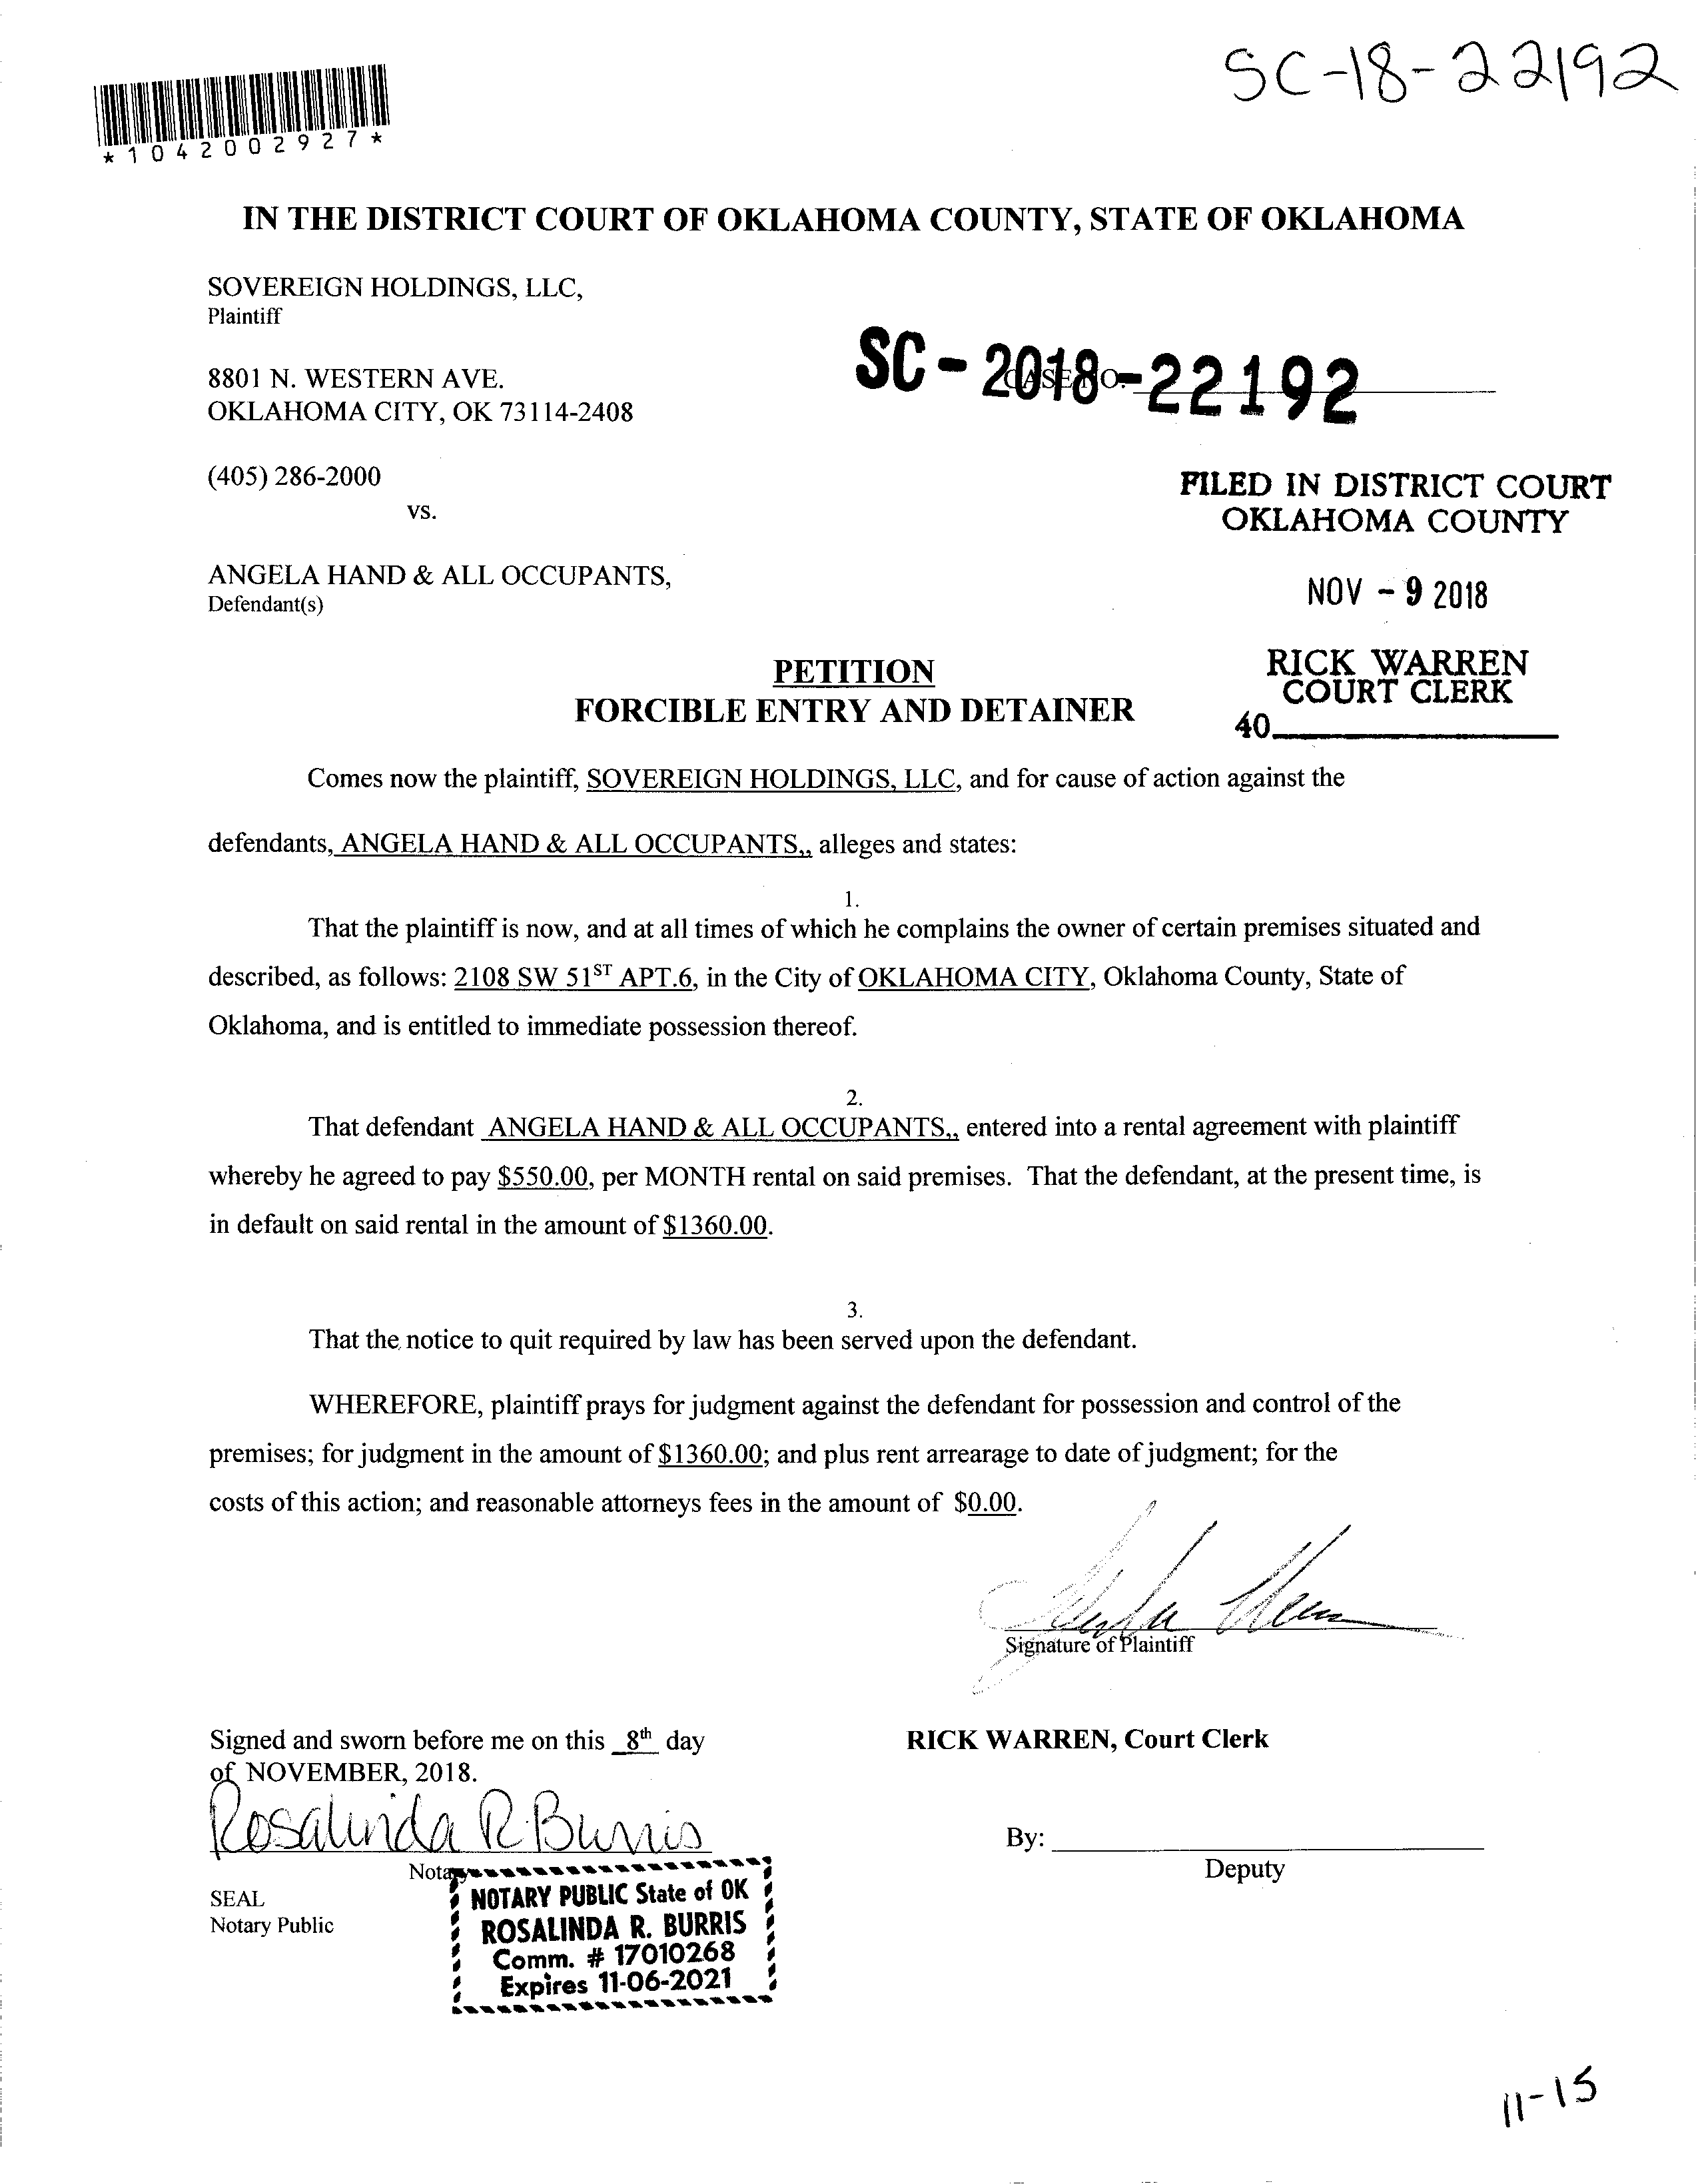 SC-18-22192
*1042002927*
IN THE DISTRICT COURT OF OKLAHOMA COUNTY, STATE OF OKLAHOMA
SOVEREIGN HOLDINGS, LLC,
Plaintiff
8801 N. WESTERN AVE.
OKLAHOMA CITY, OK 73114-2408
CASE NO.
SC-2018-22192
(405) 286-2000
vs.
FILED IN DISTRICT COURT
OKLAHOMA COUNTY
ANGELA HAND & ALL OCCUPANTS,
Defendant(s)
NOV - 9 2018
RICK WARREN
COURT CLERK
40
PETITION
FORCIBLE ENTRY AND DETAINER
Comes now the plaintiff, SOVEREIGN HOLDINGS, LLC, and for cause of action against the
defendants, ANGELA HAND & ALL OCCUPANTS,, alleges and states:
1.
That the plaintiff is now, and at all times of which he complains the owner of certain premises situated and
described, as follows: 2108 SW 51ST APT.6, in the City of OKLAHOMA CITY, Oklahoma County, State of
Oklahoma, and is entitled to immediate possession thereof.
2.
That defendant ANGELA HAND & ALL OCCUPANTS,, entered into a rental agreement with plaintiff
whereby he agreed to pay $550.00, per MONTH rental on said premises. That the defendant, at the present time, is
in default on said rental in the amount of $1360.00.
3.
That the notice to quit required by law has been served upon the defendant.
WHEREFORE, plaintiff prays for judgment against the defendant for possession and control of the
premises; for judgment in the amount of $1360.00; and plus rent arrearage to date of judgment; for the
costs of this action; and reasonable attorneys fees in the amount of $0.00.
Signature of Plaintiff
Signed and sworn before me on this 8th day
of NOVEMBER, 2018.
Rosalinda R Burris
RICK WARREN, Court Clerk
By:
Deputy
SEAL
Notary Public
NOTARY PUBLIC State of OK
ROSALINDA R. BURRIS
Comm. # 17010268
Expires 11-06-2021
11-15